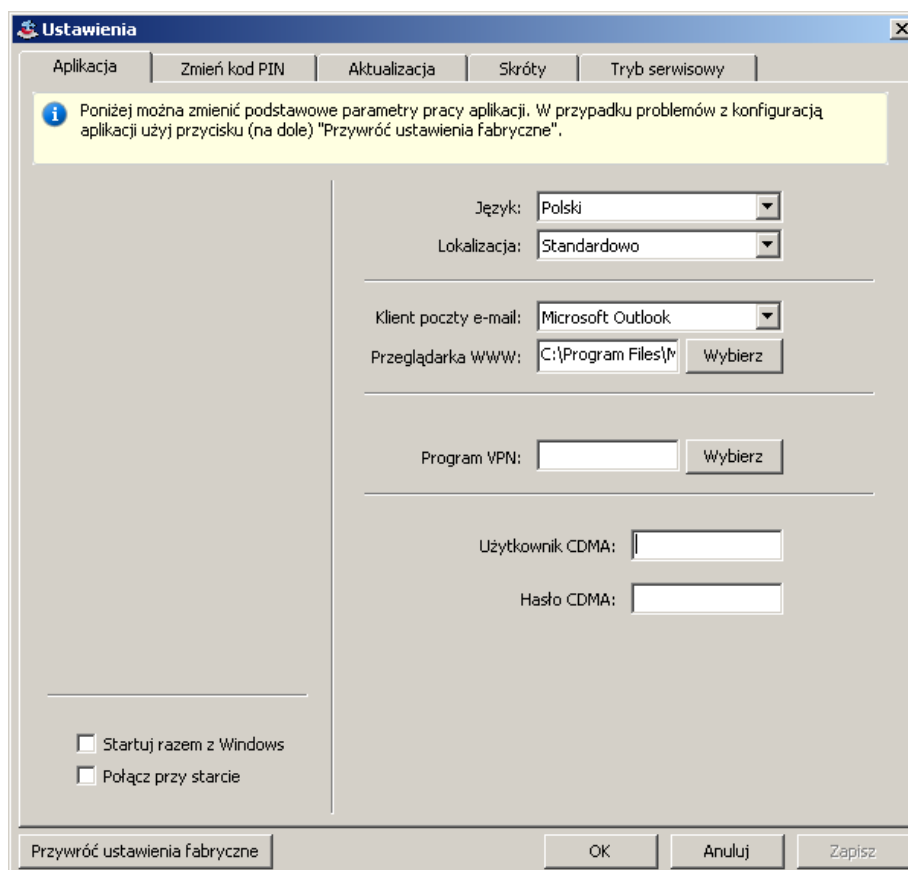 Ustawienia
Aplikacja Zmień kod PIN Aktualizacja Skróty Tryb serwisowy
Poniżej można zmienić podstawowe parametry pracy aplikacji. W przypadku problemów z konfiguracją
aplikacji użyj przycisku (na dole) "Przywróć ustawienia fabryczne".
Język: Polski
Lokalizacja: Standardowo
Klient poczty e-mail: Microsoft Outlook
Przeglądarka WWW: C:\Program Files\M Wybierz
Program VPN: Wybierz
Użytkownik CDMA:
Hasło CDMA:
Startuj razem z Windows
Połącz przy starcie
Przywróć ustawienia fabryczne OK Anuluj Zapisz